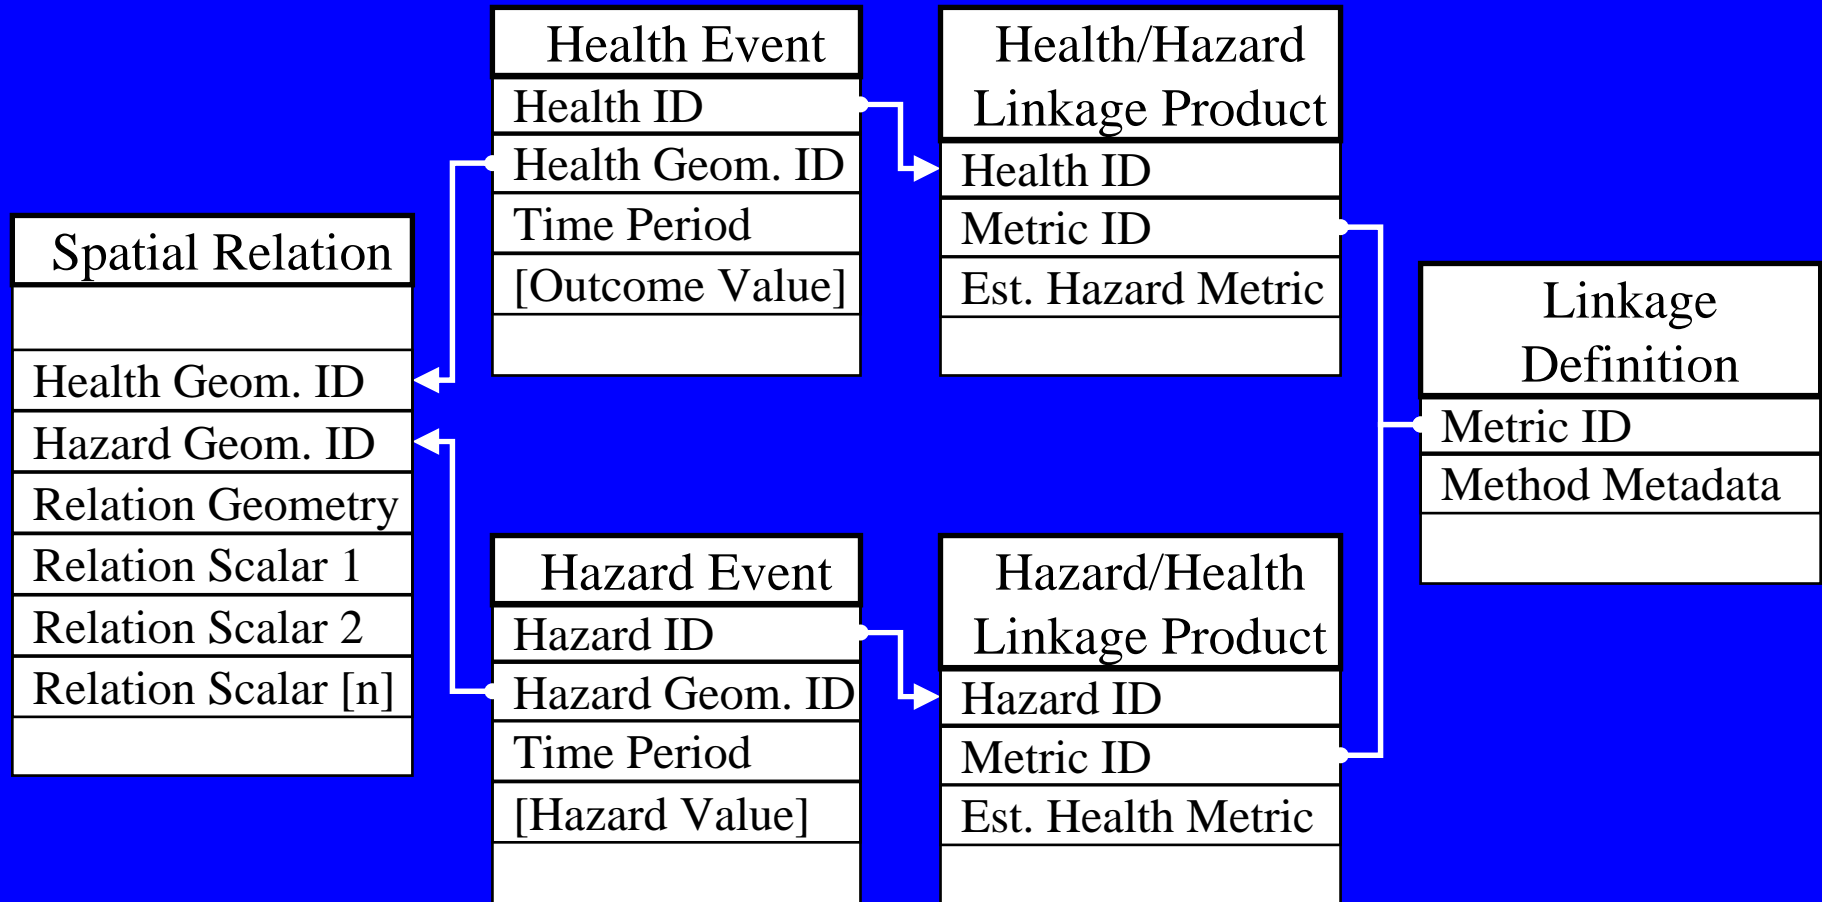 Spatial Relation
Health Geom. ID
Hazard Geom. ID
Relation Geometry
Relation Scalar 1
Relation Scalar 2
Relation Scalar [n]
Health Event
Health ID
Health Geom. ID
Time Period
[Outcome Value]
Hazard Event
Hazard ID
Hazard Geom. ID
Time Period
[Hazard Value]
Health/Hazard
Linkage Product
Health ID
Metric ID
Est. Hazard Metric
Hazard/Health
Linkage Product
Hazard ID
Metric ID
Est. Health Metric
Linkage
Definition
Metric ID
Method Metadata